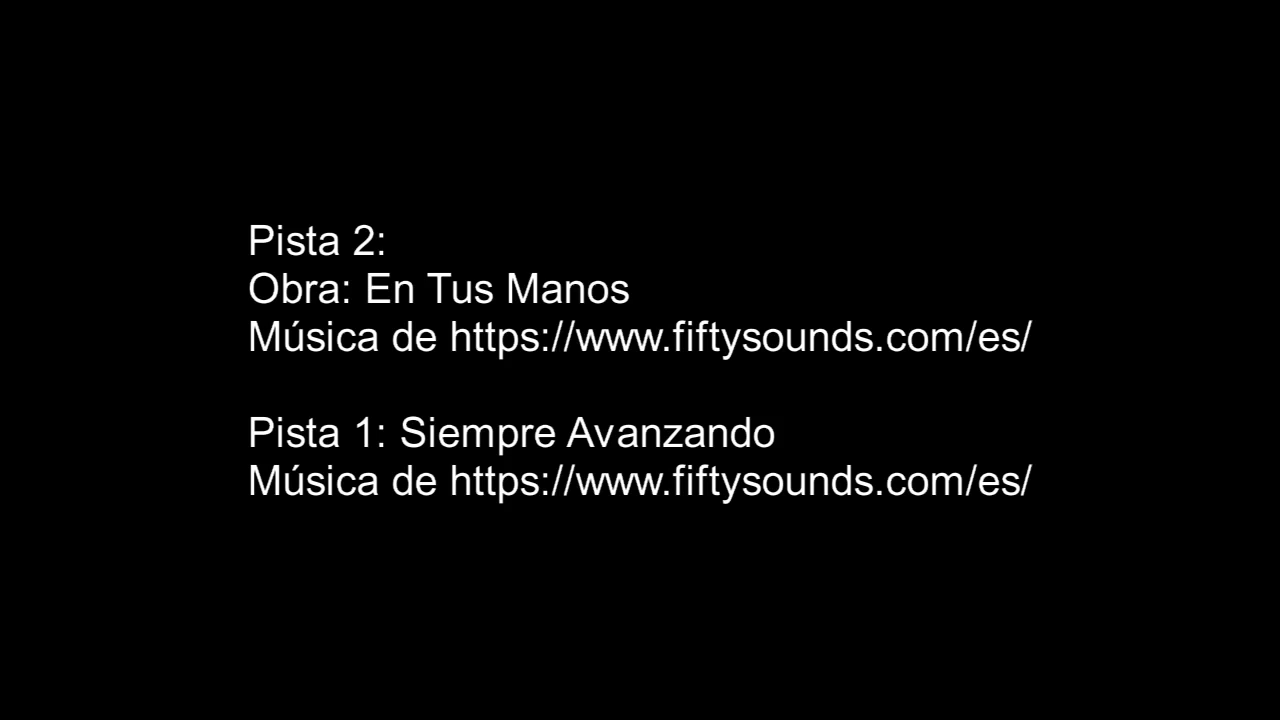 Pista 2:
Obra: En Tus Manos
Música de https://www.fiftysounds.com/es/
Pista 1: Siempre Avanzando
Música de https://www.fiftysounds.com/es/